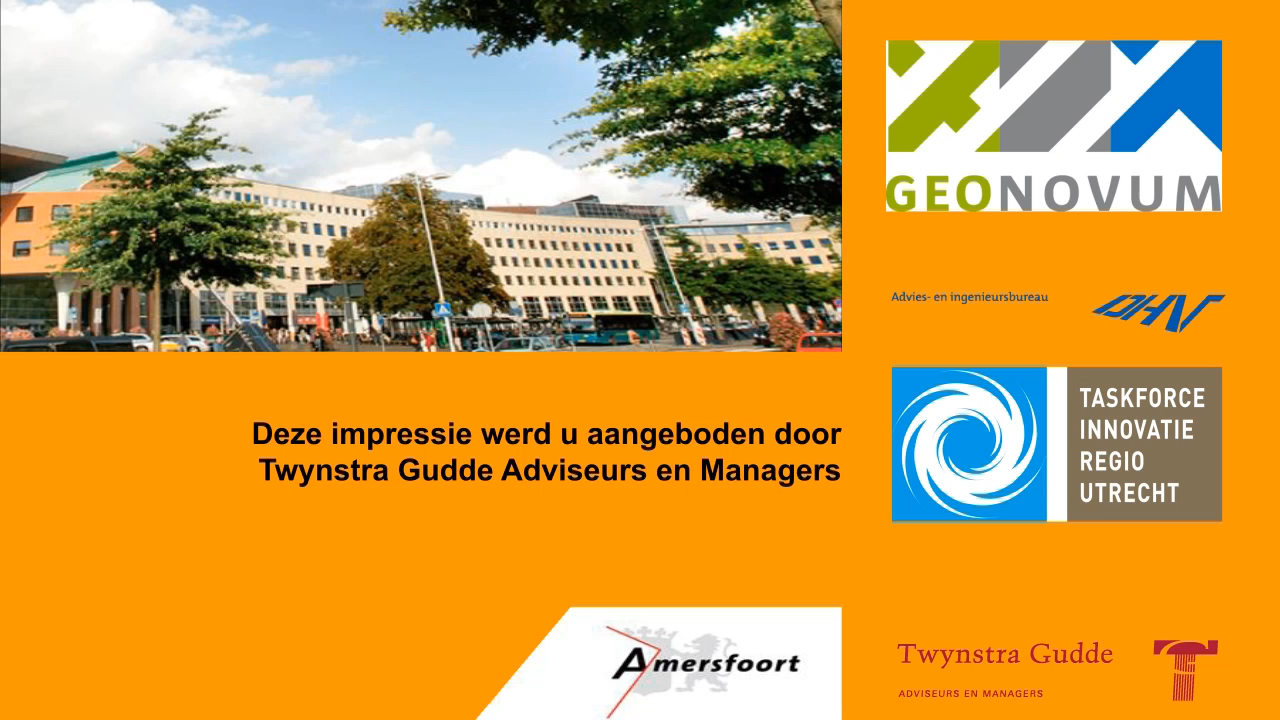 GEONOVUM
Advies- en ingenieursbureau DHV
TASKFORCE
INNOVATIE
REGIO
UTRECHT
Deze impressie werd u aangeboden door
Twynstra Gudde Adviseurs en Managers
Amersfoort
Twynstra Gudde
ADVISEURS EN MANAGERS